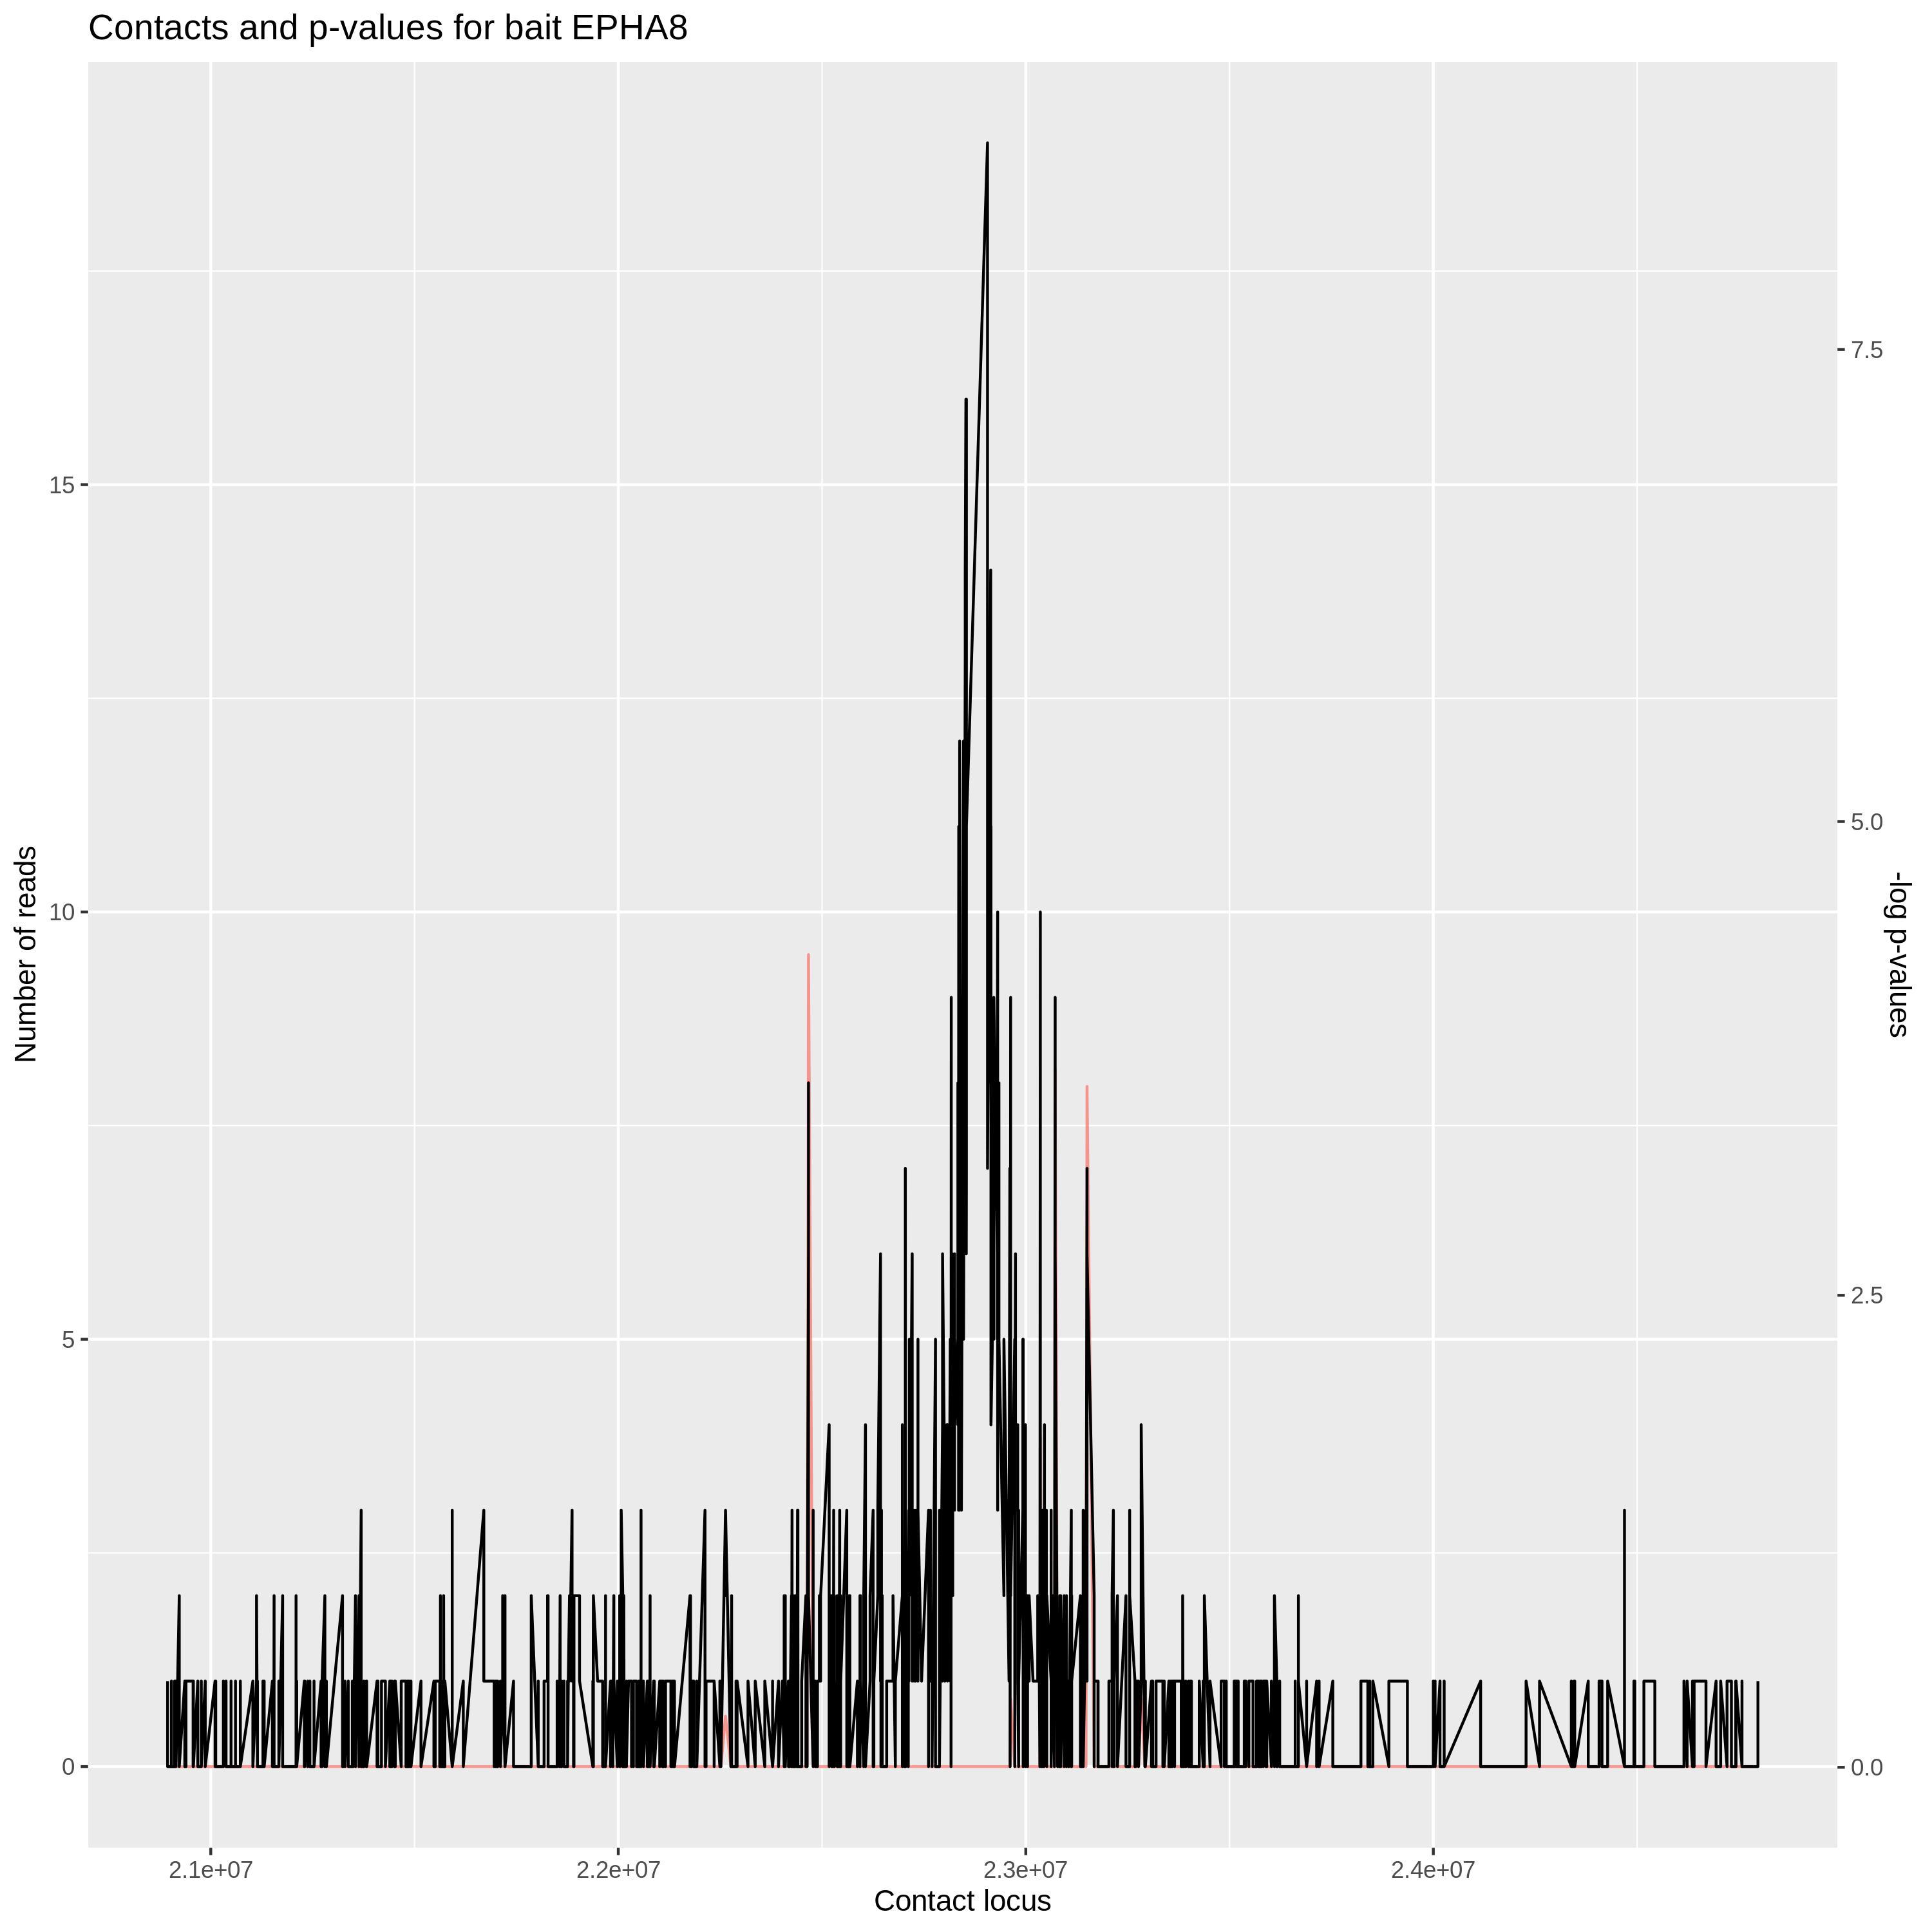 Contacts and p-values for bait EPHA8
15
10
5
0
7.5
5.0
2.5
0.0
Number of reads
-log p-values
2.1e+07 2.2e+07 2.3e+07 2.4e+07
Contact locus